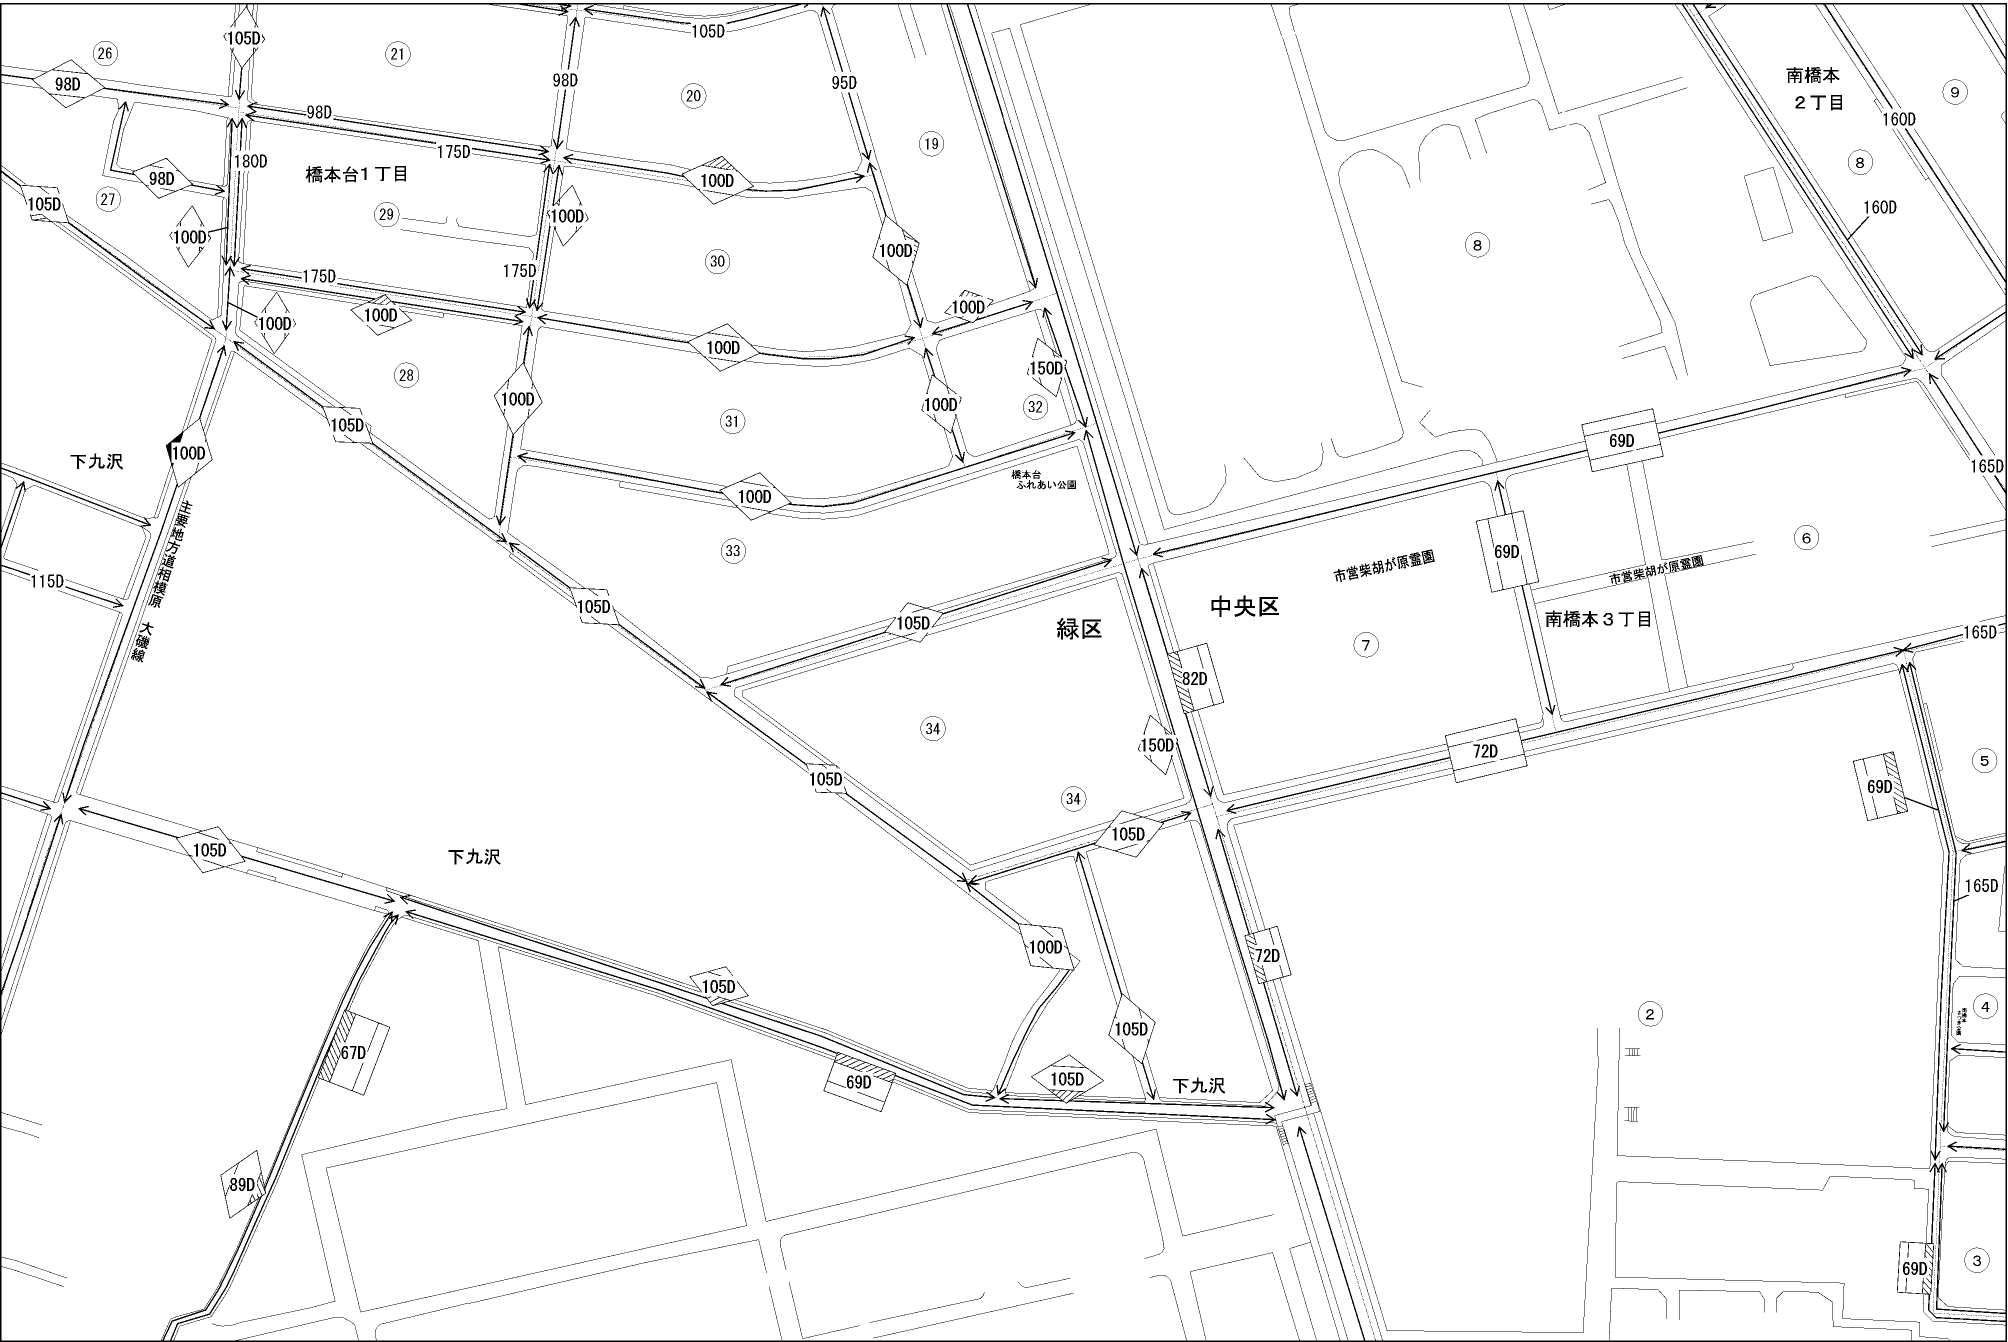 105D
105D
26
21
南橋本
２丁目
98D
98D
95D
20
9
98D
160D
19
175D
180D
橋本台１丁目
8
98D
100D
27
105D
160D
29
100D
100D
8
100D
30
175D
175D
100D
100D
100D
100D
28
150D
100D
100D
32
31
105D
69D
100D
下九沢
165D
橋本台
ふれあい公園
100D
主要地方道相模原　大磯線
6
33
69D
市営柴胡が原霊園
市営柴胡が原霊園
115D
105D
中央区
南橋本３丁目
105D
緑区
165D
7
82D
34
150D
72D
5
105D
69D
34
105D
105D
下九沢
165D
100D
72D
105D
4
2
105D
67D
105D
69D
下九沢
89D
3
69D